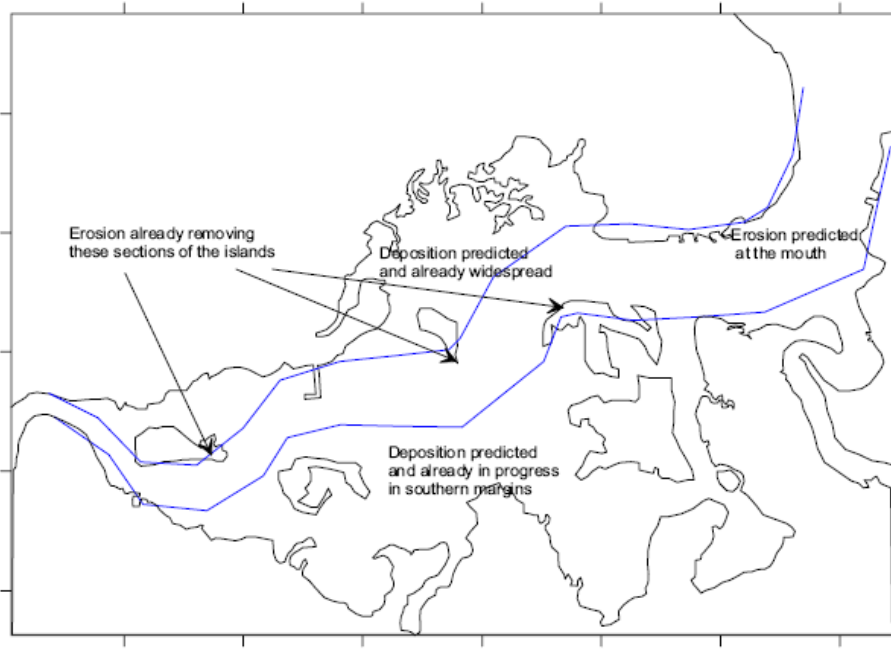 Erosion already removing
these sections of the islands
Deposition predicted
and already widespread
Erosion predicted
at the mouth
Deposition predicted
and already in progress
in southern margins